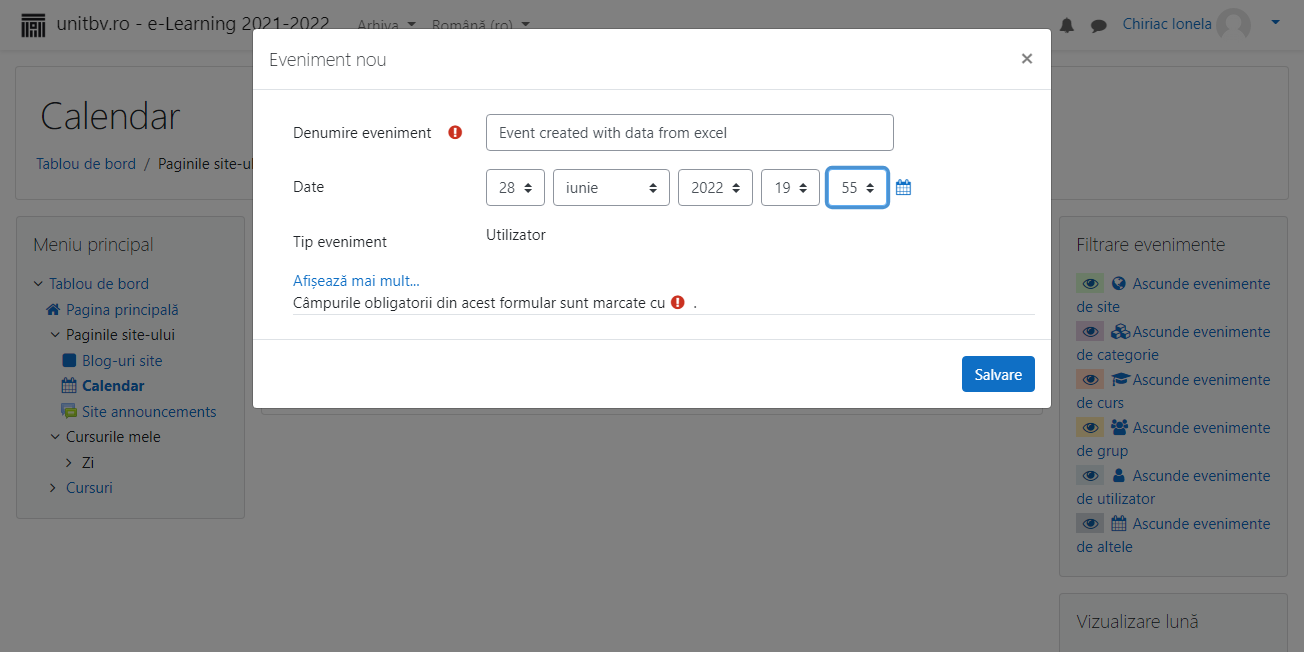 unitbv.ro - e-Learning 2021-2022
Arhiva
Română (ro)
Chiriac Ionela
Calendar
Tablou de bord / Paginile site-ul
Eveniment nou
×
Denumire eveniment
Event created with data from excel
Date
28
iunie
2022
19
55
Tip eveniment
Utilizator
Afișează mai mult...
Câmpurile obligatorii din acest formular sunt marcate cu .
Salvare
Meniu principal
Tablou de bord
Pagina principală
Paginile site-ului
Blog-uri site
Calendar
Site announcements
Cursurile mele
Zi
Cursuri
Filtrare evenimente
Ascunde evenimente
de site
Ascunde evenimente
de categorie
Ascunde evenimente
de curs
Ascunde evenimente
de grup
Ascunde evenimente
de utilizator
Ascunde evenimente
de altele
Vizualizare lună